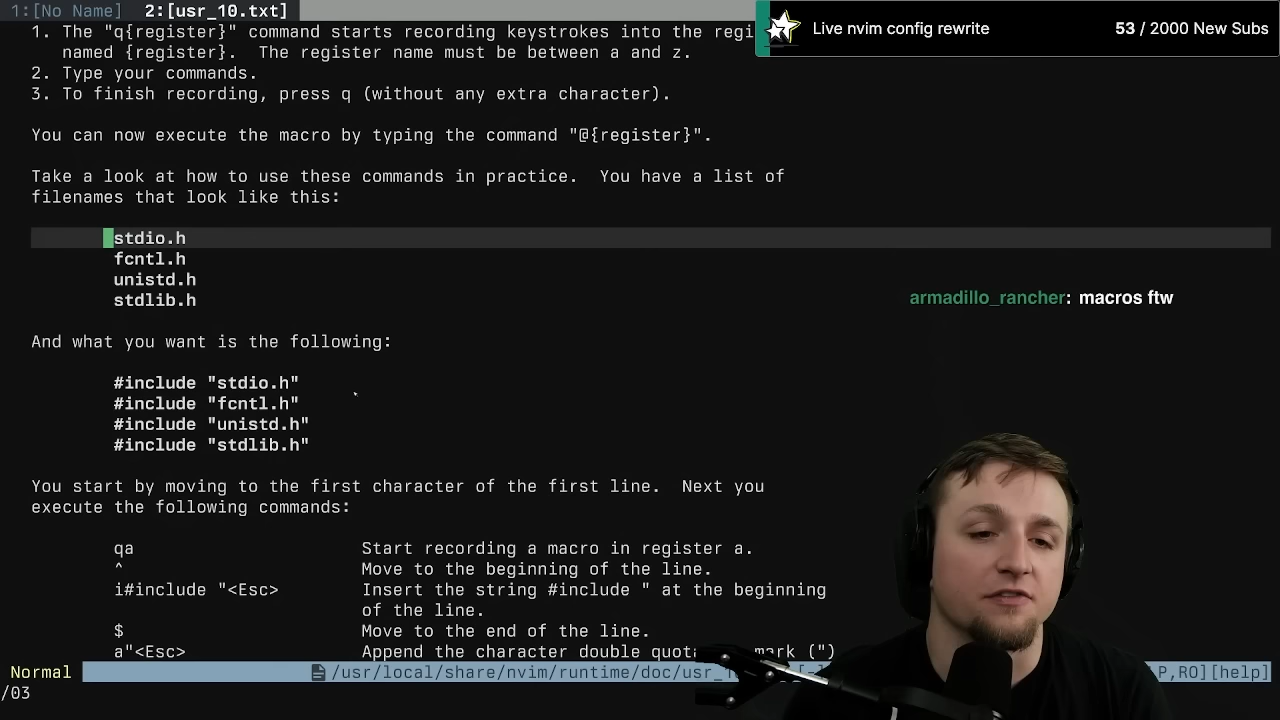 1:[No Name]  2:[usr_10.txt]
Live nvim config rewrite 53 / 2000 New Subs
1. The "q{register}" command starts recording keystrokes into the regi
named {register}.  The register name must be between a and z.
2. Type your commands.
3. To finish recording, press q (without any extra character).
You can now execute the macro by typing the command "@{register}".
Take a look at how to use these commands in practice.  You have a list of
filenames that look like this:
stdio.h
fcntl.h
unistd.h
stdlib.h
armadillo_rancher: macros ftw
And what you want is the following:
#include "stdio.h"
#include "fcntl.h"
#include "unistd.h"
#include "stdlib.h"
You start by moving to the first character of the first line.  Next you
execute the following commands:
qa Start recording a macro in register a.
^ Move to the beginning of the line.
i#include "<Esc> Insert the string #include " at the beginning
of the line.
$ Move to the end of the line.
a"<Esc> Append the character double quota mark (")
Normal /usr/local/share/nvim/runtime/doc/usr_1 [-] P,RO][help]
/03